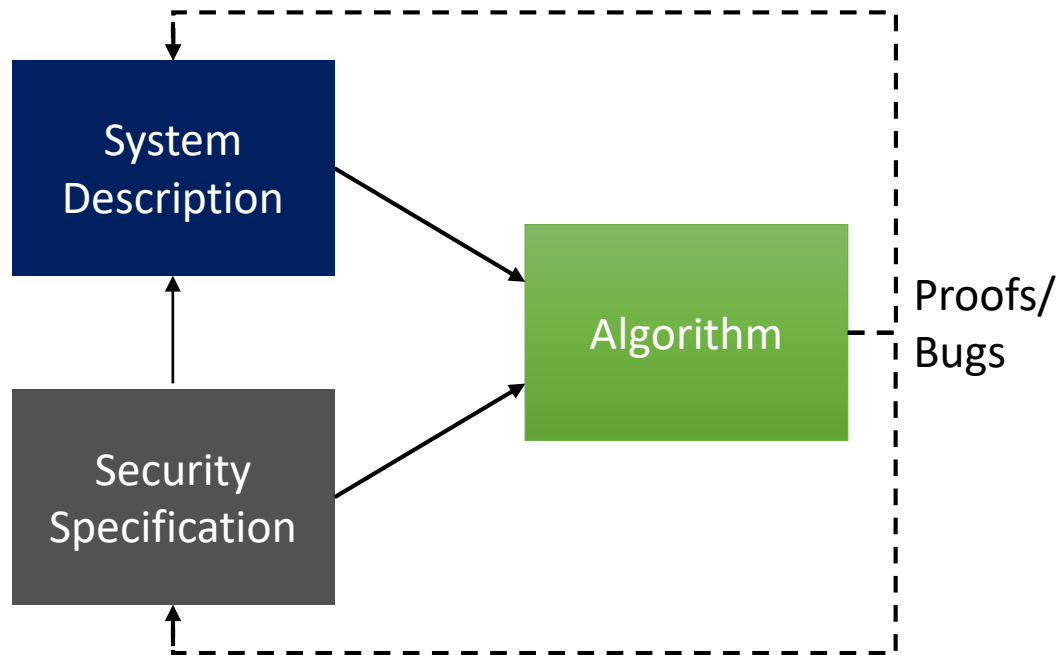 System
Description
Algorithm
Proofs/
Bugs
Security
Specification